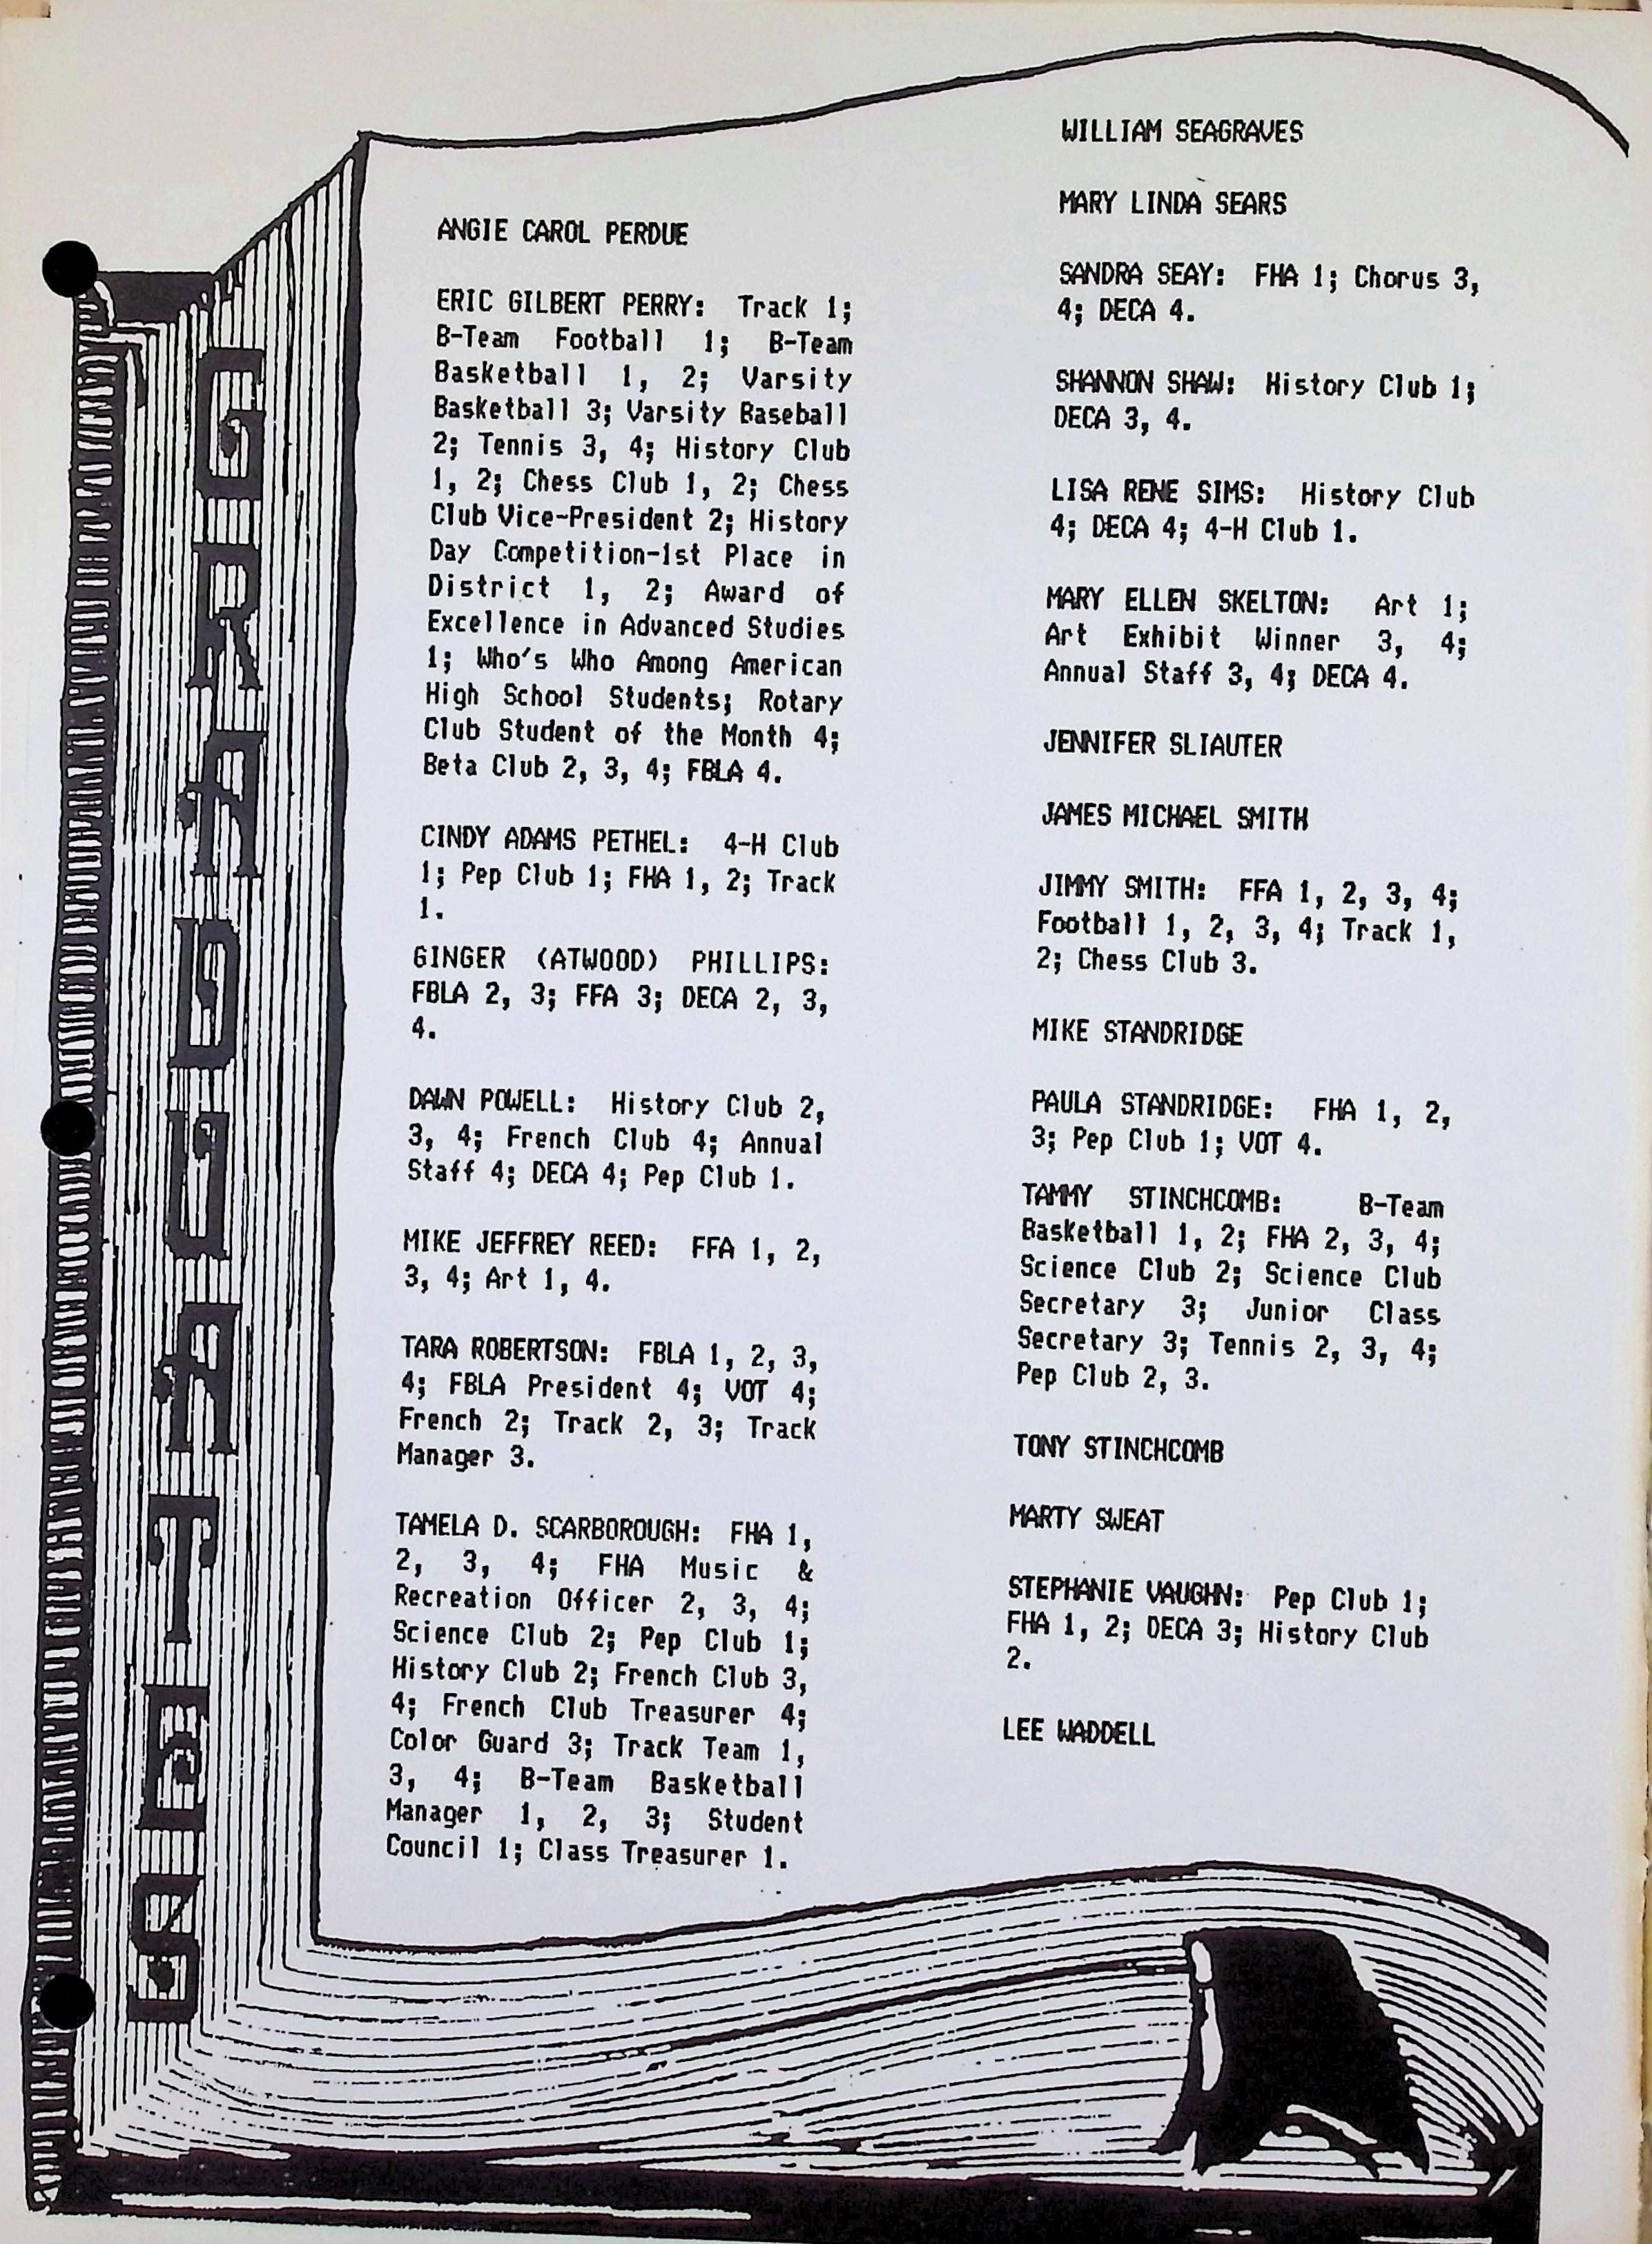 GRADUATES
ANGIE CAROL PERDUE
ERIC GILBERT PERRY: Track 1;
B-Team Football 1; B-Team
Basketball 1, 2; Varsity
Basketball 3; Varsity Baseball
2; Tennis 3, 4; History Club
1, 2; Chess Club 1, 2; Chess
Club Vice-President 2; History
Day Competition-1st Place in
District 1, 2; Award of
Excellence in Advanced Studies
1; Who's Who Among American
High School Students; Rotary
Club Student of the Month 4;
Beta Club 2, 3, 4; FBLA 4.
CINDY ADAMS PETHEL: 4-H Club
1; Pep Club 1; FHA 1, 2; Track
1.
GINGER (ATWOOD) PHILLIPS:
FBLA 2, 3; FFA 3; DECA 2, 3,
4.
DAWN POWELL: History Club 2,
3, 4; French Club 4; Annual
Staff 4; DECA 4; Pep Club 1.
MIKE JEFFREY REED: FFA 1, 2,
3, 4; Art 1, 4.
TARA ROBERTSON: FBLA 1, 2, 3,
4; FBLA President 4; VOT 4;
French 2; Track 2, 3; Track
Manager 3.
TAMELA D. SCARBOROUGH: FHA 1,
2, 3, 4; FHA Music &
Recreation Officer 2, 3, 4;
Science Club 2; Pep Club 1;
History Club 2; French Club 3,
4; French Club Treasurer 4;
Color Guard 3; Track Team 1,
3, 4; B-Team Basketball
Manager 1, 2, 3; Student
Council 1; Class Treasurer 1.
WILLIAM SEAGRAVES
MARY LINDA SEARS
SANDRA SEAY: FHA 1; Chorus 3,
4; DECA 4.
SHANNON SHAW: History Club 1;
DECA 3, 4.
LISA RENE SIMS: History Club
4; DECA 4; 4-H Club 1.
MARY ELLEN SKELTON: Art 1;
Art Exhibit Winner 3, 4;
Annual Staff 3, 4; DECA 4.
JENNIFER SLIAUTER
JAMES MICHAEL SMITH
JIMMY SMITH: FFA 1, 2, 3, 4;
Football 1, 2, 3, 4; Track 1,
2; Chess Club 3.
MIKE STANDRIDGE
PAULA STANDRIDGE: FHA 1, 2,
3; Pep Club 1; VOT 4.
TAMMY STINCHCOMB: B-Team
Basketball 1, 2; FHA 2, 3, 4;
Science Club 2; Science Club
Secretary 3; Junior Class
Secretary 3; Tennis 2, 3, 4;
Pep Club 2, 3.
TONY STINCHCOMB
MARTY SWEAT
STEPHANIE VAUGHN: Pep Club 1;
FHA 1, 2; DECA 3; History Club
2.
LEE WADDELL